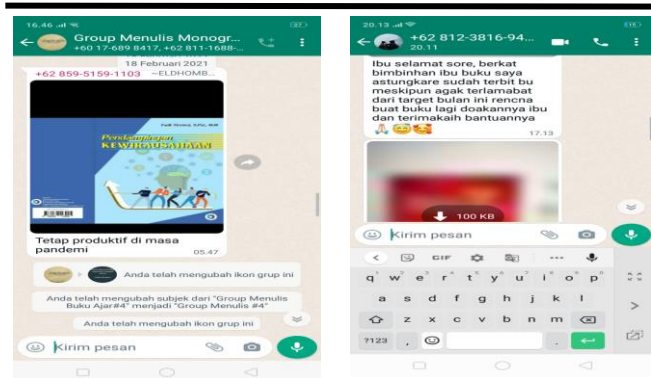 16.46
Group Menulis Monogr...
+60 17-689 8417, +62 811-1688-...
18 Februari 2021
+62 859-5159-1103 ~ELDHOMB...
Pendampingan
KEWIRAUSAHAAN
Tetap produktif di masa
pandemi
05.47
Anda telah mengubah ikon grup ini
Anda telah mengubah subjek dari "Group Menulis
Buku Ajar#4" menjadi "Group Menulis #4"
Anda telah mengubah ikon grup ini
Kirim pesan
20.13
+62 812-3816-94...
20.11
Ibu selamat sore, berkat
bimbinhan ibu buku saya
astungkare sudah terbit bu
meskipun agak terlamabat
dari target bulan ini rencna
buat buku lagi doakannya ibu
dan terimakaih bantuannya
17.13
100 KB
Kirim pesan
GIF
q w e r t y u i o p
a s d f g h j k l
z x c v b n m
?123 , .